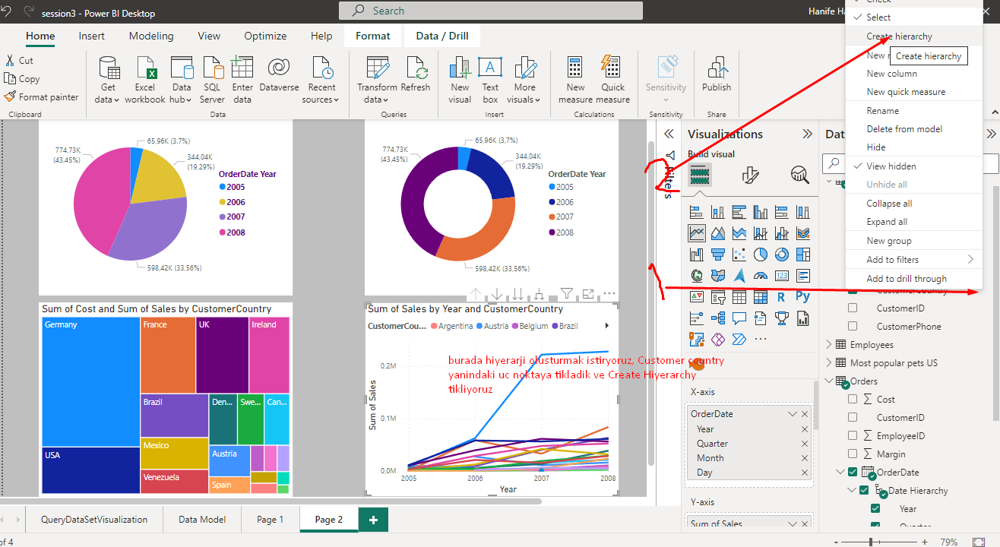 session3 - Power BI Desktop
Search
Home Insert Modeling View Optimize Help Format Data / Drill
Cut
Copy
Format painter
Clipboard
Get data
Excel workbook
Data hub
SQL Server
Enter data
Dataverse
Recent sources
Data
Transform data
Refresh
Queries
New visual
Text box
More visuals
Insert
New measure
Quick measure
Calculations
Sensitivity
Sensitivity
Publish
Share
Select
Create hierarchy
Create hierarchy
New column
New quick measure
Rename
Delete from model
Hide
View hidden
Unhide all
Collapse all
Expand all
New group
Add to filters
Add to drill through
65.96K (3,7%)
774,73K
(43,45%)
344,04K
(19,29%)
598,42K (33,56%)
OrderDate Year
2005
2006
2007
2008
65.96K (3,7%)
774,73K
(43,45%)
344,04K
(19,29%)
598,42K (33,56%)
OrderDate Year
2005
2006
2007
2008
Filters
Visualizations
Build visual
R Py
123
X-axis
OrderDate
Year
Quarter
Month
Day
Y-axis
Sum of Sales
CustomerCountry
CustomerID
CustomerPhone
Employees
Most popular pets US
Orders
Cost
CustomerID
EmployeeID
Margin
OrderDate
Date Hierarchy
Year
Quarter
Sum of Cost and Sum of Sales by CustomerCountry
Germany
France
UK
Ireland
Brazil
Den...
Swe...
Can...
Mexico
Austria
USA
Venezuela
Spain
Sum of Sales by Year and CustomerCountry
CustomerCou... Argentina Austria Belgium Brazil
burada hiyerarji olusturmak istiryoruz, Customer country
yanindaki uc noktaya tikladik ve Create Hiyerarchy
tikliyoruz
Sum of Sales
0,2M
0,1M
0,0M
2005 2006 2007 2008
Year
QueryDataSetVisualization Data Model Page 1 Page 2
of 4
79%